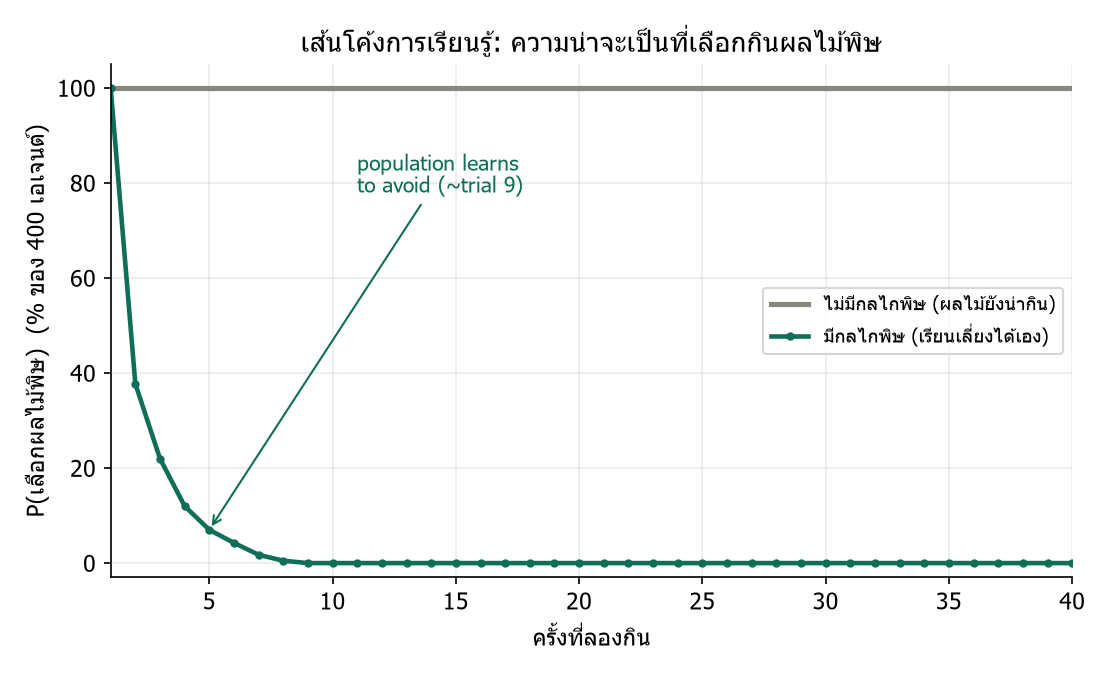 เส้นโค้งการเรียนรู้: ความน่าจะเป็นที่เลือกกินผลไม้พิษ
P(เลือกผลไม้พิษ) (% ของ 400 เอเจนต์)
100
80
60
40
20
0
population learns
to avoid (~trial 9)
ไม่มีกลไกพิษ (ผลไม้ยังน่ากิน)
มีกลไกพิษ (เรียนเลี่ยงได้เอง)
5 10 15 20 25 30 35 40
ครั้งที่ลองกิน